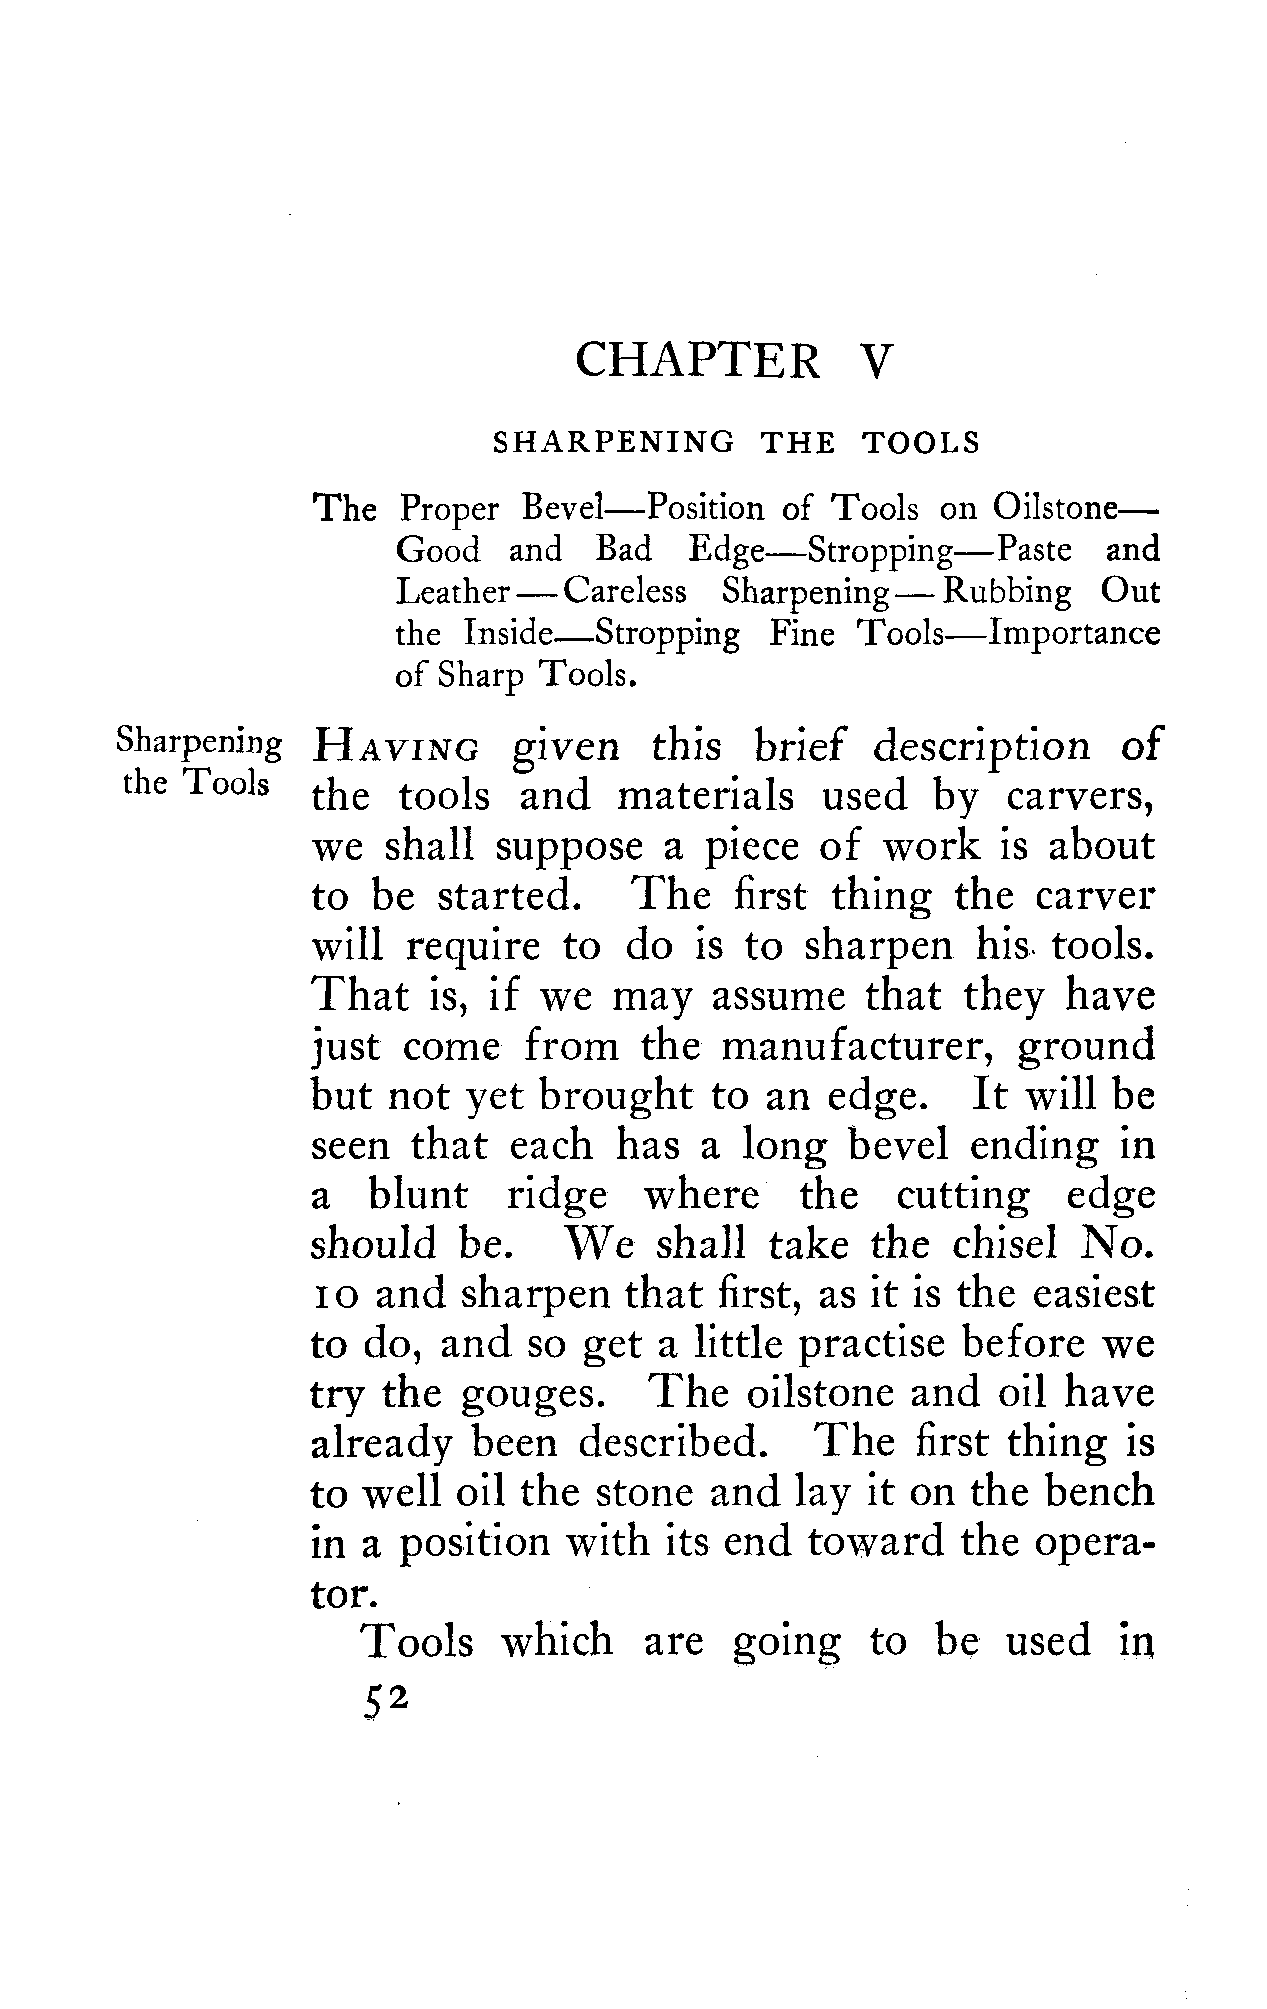 CHAPTER V
SHARPENING THE TOOLS
The Proper Bevel—Position of Tools on Oilstone—
Good and Bad Edge—Stropping—Paste and
Leather—Careless Sharpening—Rubbing Out
the Inside—Stropping Fine Tools—Importance
of Sharp Tools.
Sharpening
the Tools
HAVING given this brief description of
the tools and materials used by carvers,
we shall suppose a piece of work is about
to be started. The first thing the carver
will require to do is to sharpen his tools.
That is, if we may assume that they have
just come from the manufacturer, ground
but not yet brought to an edge. It will be
seen that each has a long bevel ending in
a blunt ridge where the cutting edge
should be. We shall take the chisel No.
10 and sharpen that first, as it is the easiest
to do, and so get a little practise before we
try the gouges. The oilstone and oil have
already been described. The first thing is
to well oil the stone and lay it on the bench
in a position with its end toward the opera-
tor.
Tools which are going to be used in
52